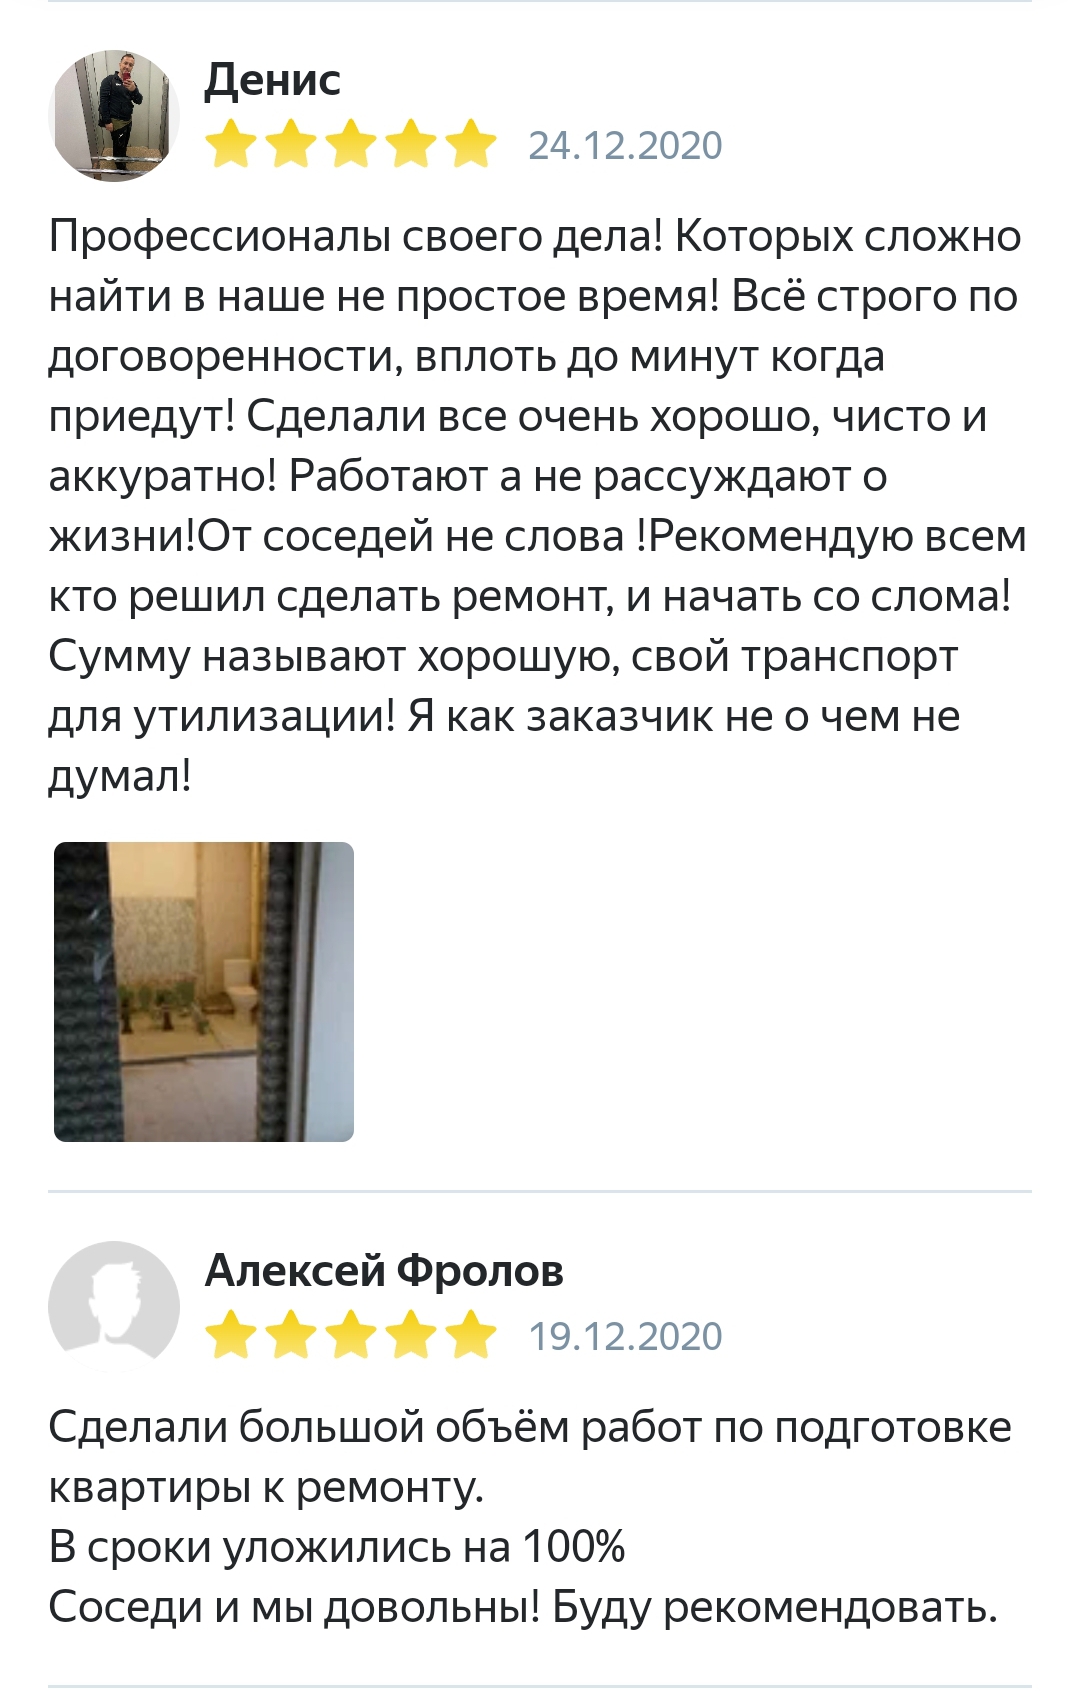 Денис
24.12.2020
Профессионалы своего дела! Которых сложно
найти в наше не простое время! Всё строго по
договоренности, вплоть до минут когда
приедут! Сделали все очень хорошо, чисто и
аккуратно! Работают а не рассуждают о
жизни!От соседей не слова !Рекомендую всем
кто решил сделать ремонт, и начать со слома!
Сумму называют хорошую, свой транспорт
для утилизации! Я как заказчик не о чем не
думал!
Алексей Фролов
19.12.2020
Сделали большой объём работ по подготовке
квартиры к ремонту.
В сроки уложились на 100%
Соседи и мы довольны! Буду рекомендовать.